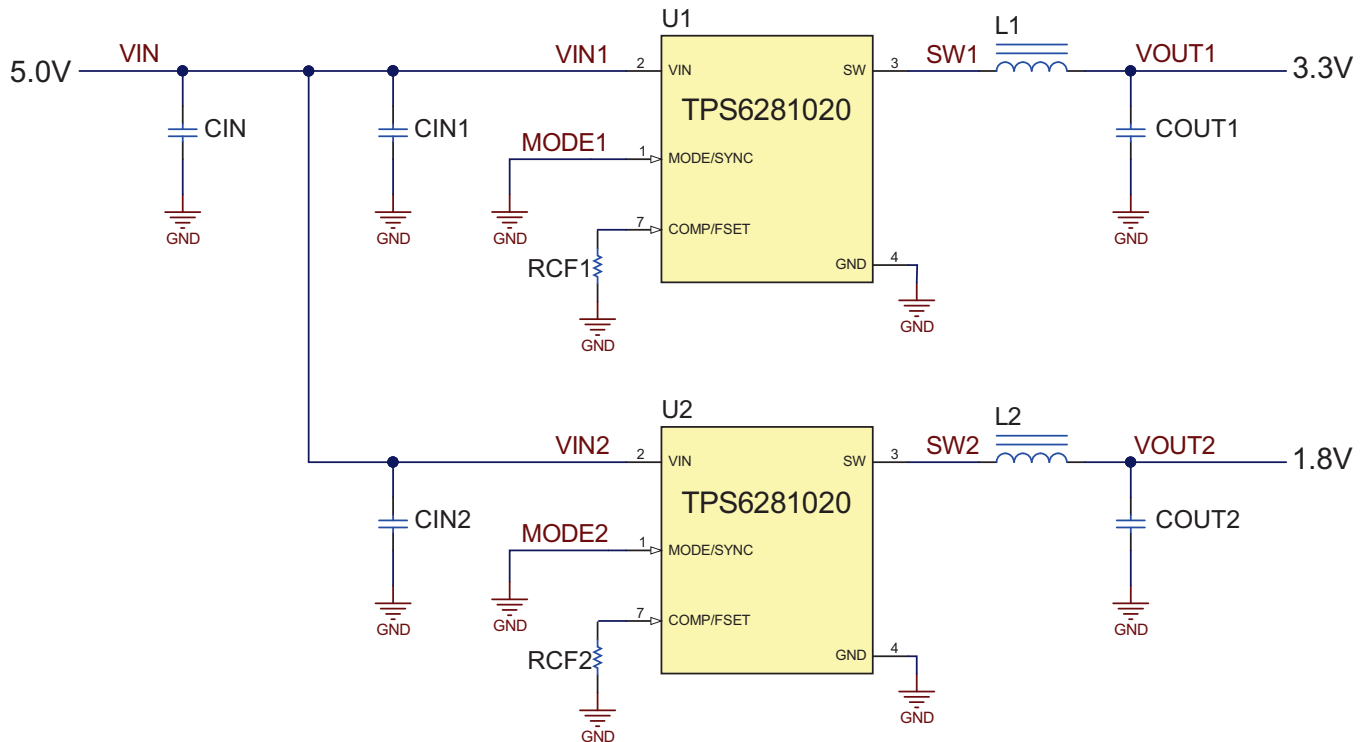 U1
L1
5.0V
VIN
VIN1
2
VIN
SW
3
SW1
VOUT1
3.3V
TPS6281020
CIN
CIN1
COUT1
MODE1
1
MODE/SYNC
7
COMP/FSET
RCF1
GND
4
GND
GND
GND
GND
GND
GND
U2
L2
VIN2
2
VIN
SW
3
SW2
VOUT2
1.8V
TPS6281020
CIN2
COUT2
MODE2
1
MODE/SYNC
7
COMP/FSET
RCF2
GND
4
GND
GND
GND
GND
GND